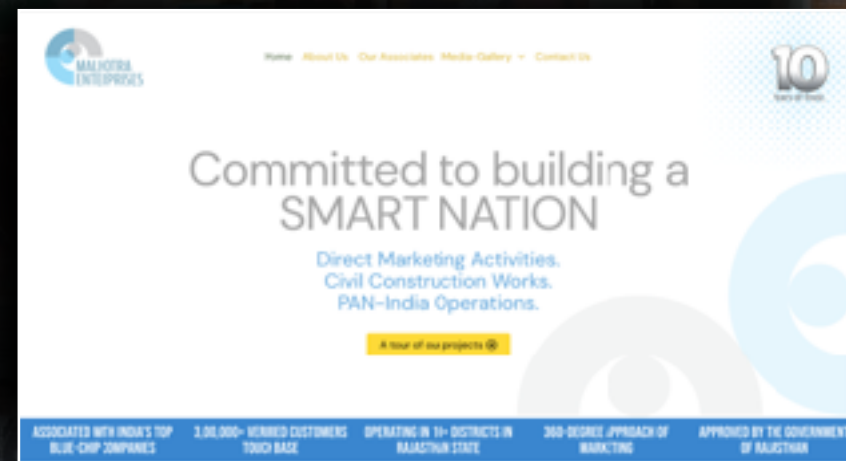 MALHOTRA
ENTERPRISES
Home About Us Our Associates Media Gallery Contact Us
10
Committed to building a
SMART NATION
Direct Marketing Activities.
Civil Construction Works.
PAN-India Operations.
A tour of our projects
ASSOCIATED WITH INDIA'S TOP
BLUE-CHIP COMPANIES
3,00,000+ VERIFIED CUSTOMERS
TOUCH BASE
OPERATING IN 11+ DISTRICTS IN
RAJASTHAN STATE
360-DEGREE APPROACH OF
MARKETING
APPROVED BY THE GOVERNMENT
OF RAJASTHAN